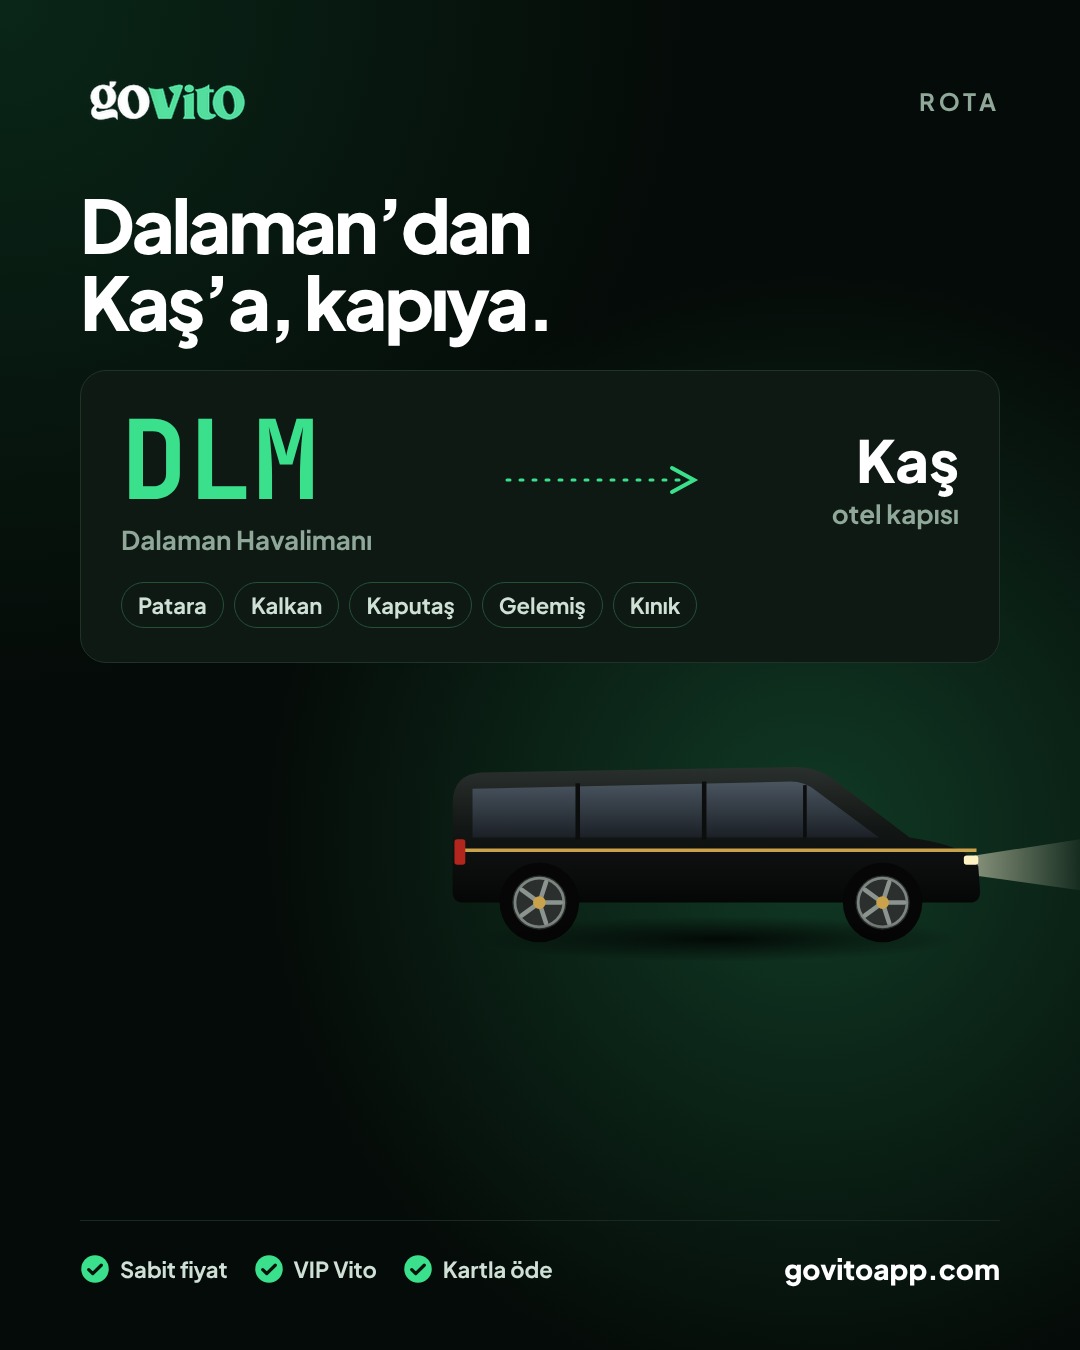 govito
ROTA
Dalaman’dan
Kaş’a, kapıya.
DLM
Dalaman Havalimanı
Kaş
otel kapısı
Patara Kalkan Kaputaş Gelemiş Kınık
Sabit fiyat VIP Vito Kartla öde
govitoapp.com